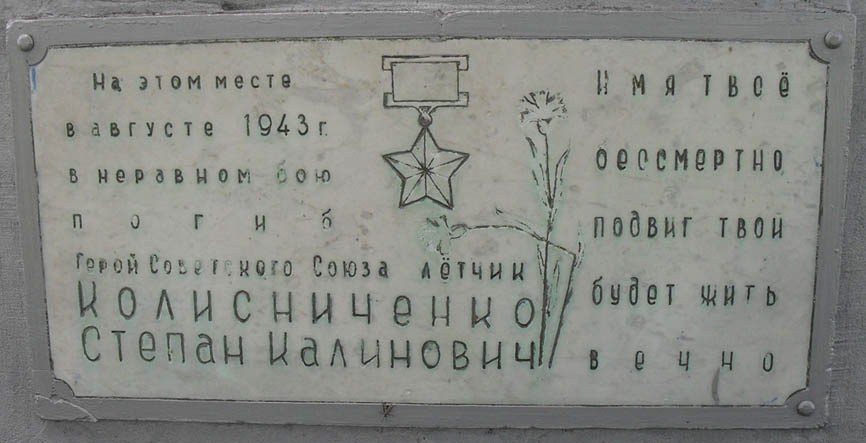 На этом месте
в августе 1943 г.
в неравном бою
погиб
Герой Советского Союза лётчик
Колисниченко
Степан Калинович
Имя твоё
бессмертно
подвиг твой
будет жить
вечно